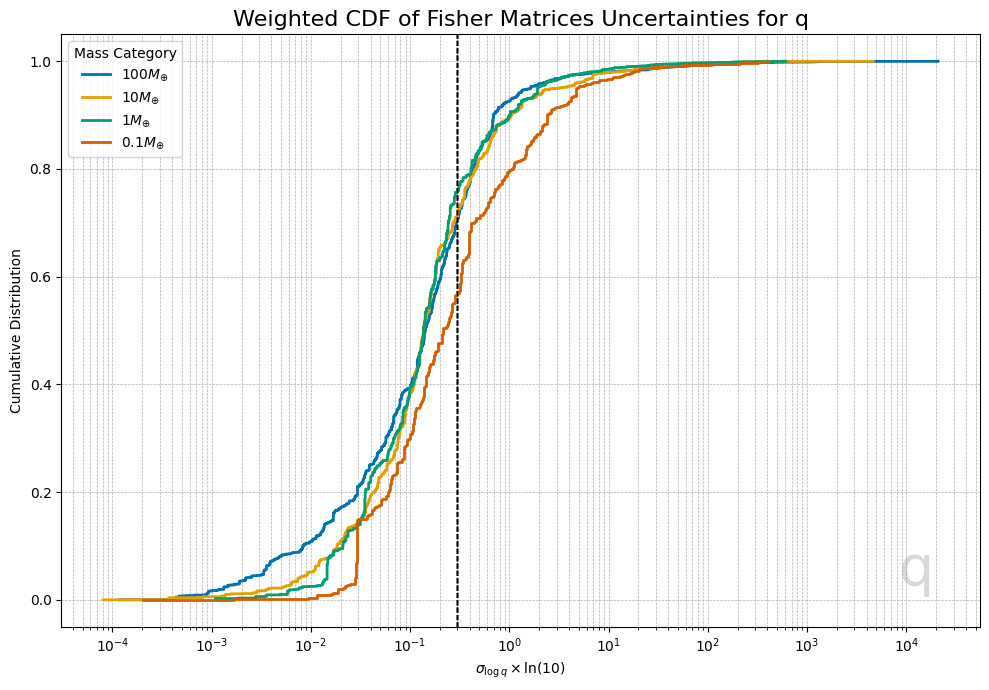 Weighted CDF of Fisher Matrices Uncertainties for q
Mass Category
100M⊕
10M⊕
1M⊕
0.1M⊕
Cumulative Distribution
1.0
0.8
0.6
0.4
0.2
0.0
q
10⁻⁴ 10⁻³ 10⁻² 10⁻¹ 10⁰ 10¹ 10² 10³ 10⁴
σ_log q × ln(10)